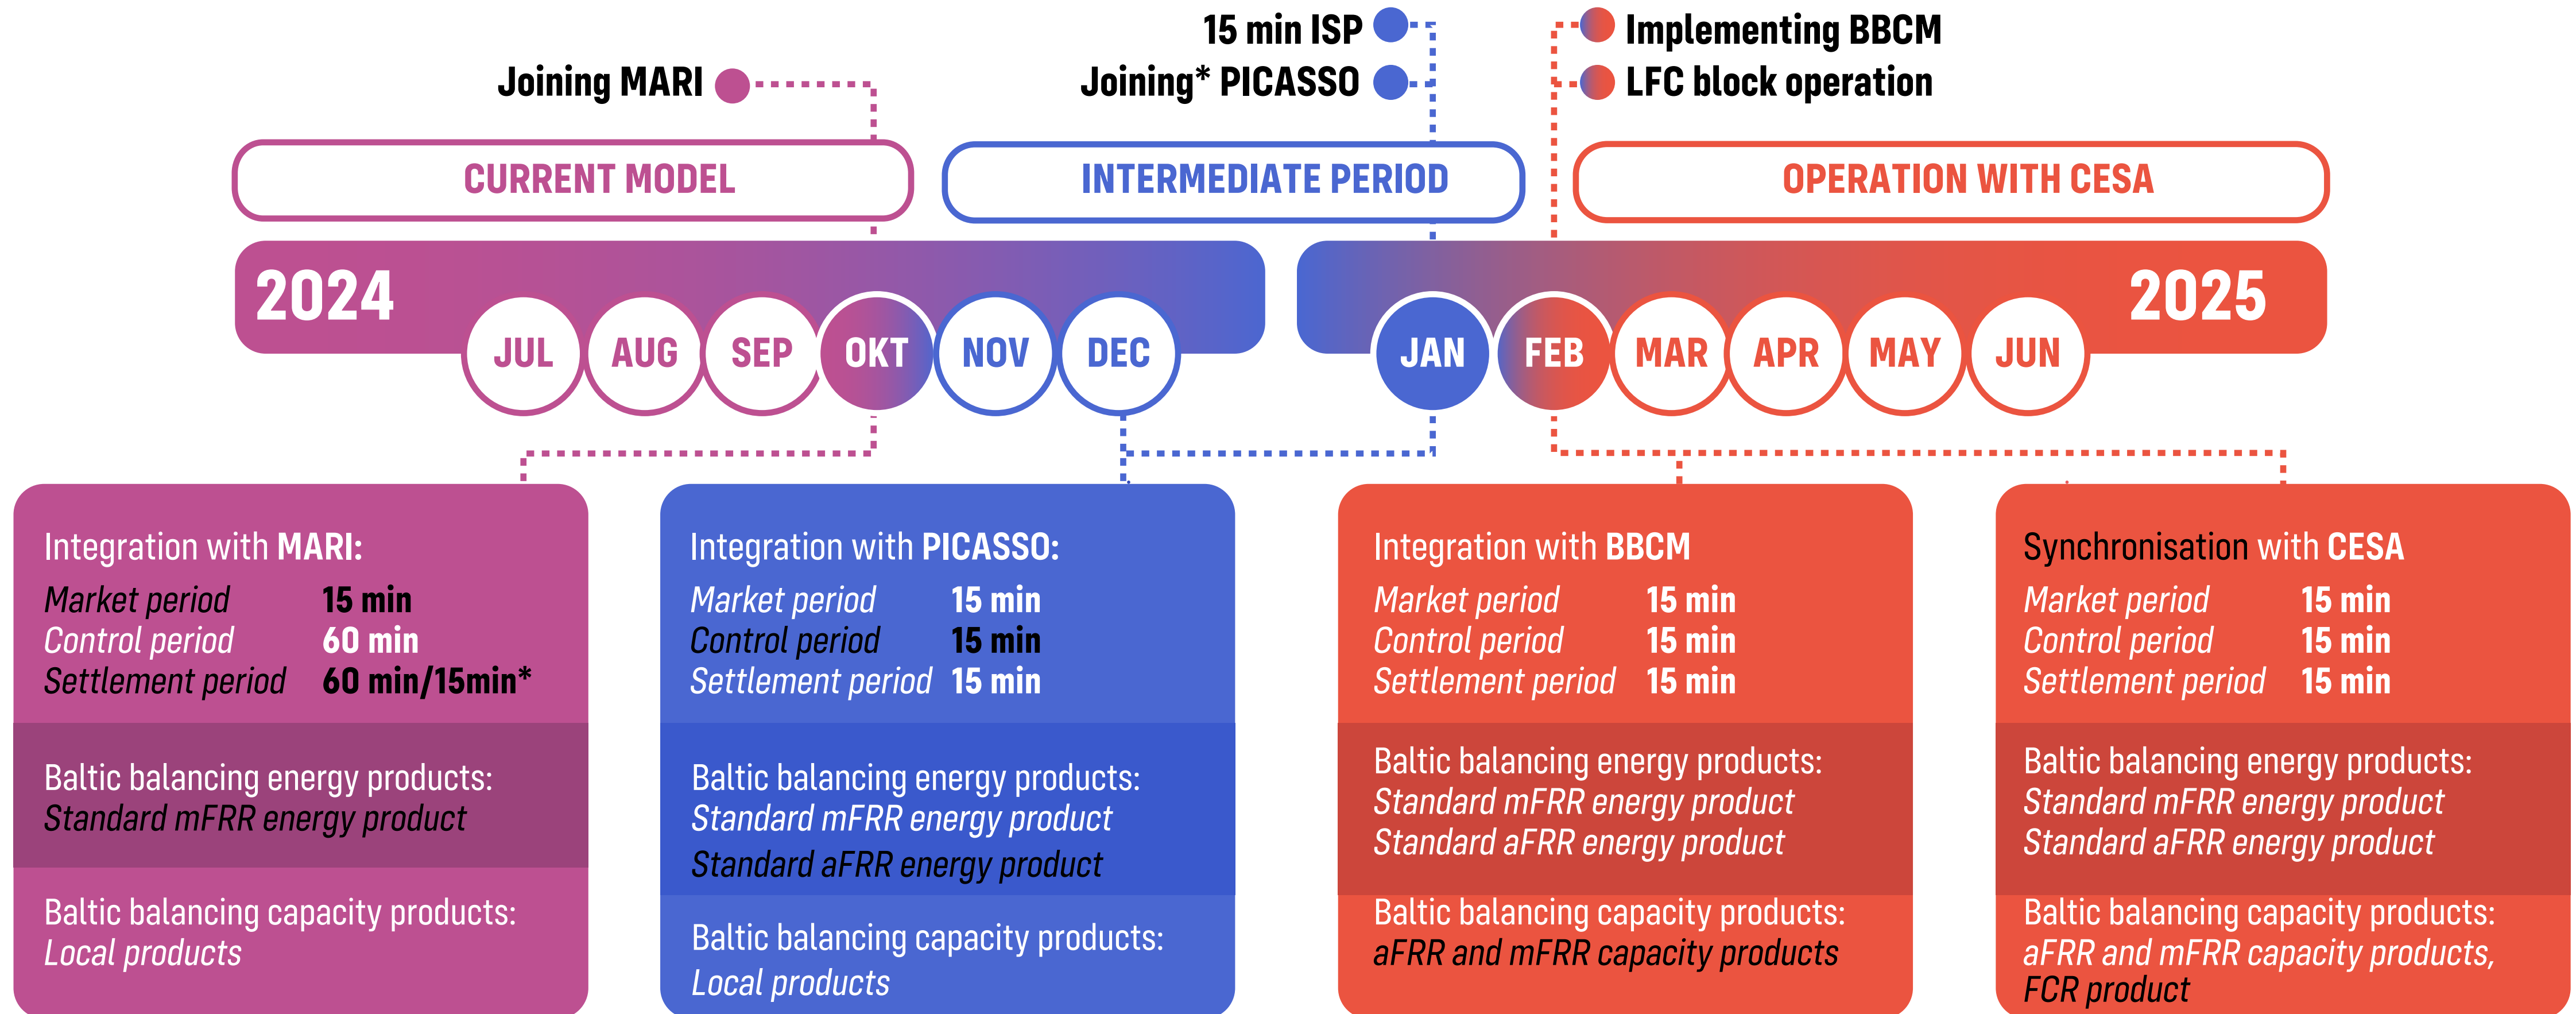 15 min ISP
Implementing BBCM
Joining MARI
Joining* PICASSO
LFC block operation
CURRENT MODEL
INTERMEDIATE PERIOD
OPERATION WITH CESA
2024
2025
JUL
AUG
SEP
OKT
NOV
DEC
JAN
FEB
MAR
APR
MAY
JUN
Integration with MARI:
Market period 15 min
Control period 60 min
Settlement period 60 min/15min*
Baltic balancing energy products:
Standard mFRR energy product
Baltic balancing capacity products:
Local products
Integration with PICASSO:
Market period 15 min
Control period 15 min
Settlement period 15 min
Baltic balancing energy products:
Standard mFRR energy product
Standard aFRR energy product
Baltic balancing capacity products:
Local products
Integration with BBCM
Market period 15 min
Control period 15 min
Settlement period 15 min
Baltic balancing energy products:
Standard mFRR energy product
Standard aFRR energy product
Baltic balancing capacity products:
aFRR and mFRR capacity products
Synchronisation with CESA
Market period 15 min
Control period 15 min
Settlement period 15 min
Baltic balancing energy products:
Standard mFRR energy product
Standard aFRR energy product
Baltic balancing capacity products:
aFRR and mFRR capacity products,
FCR product